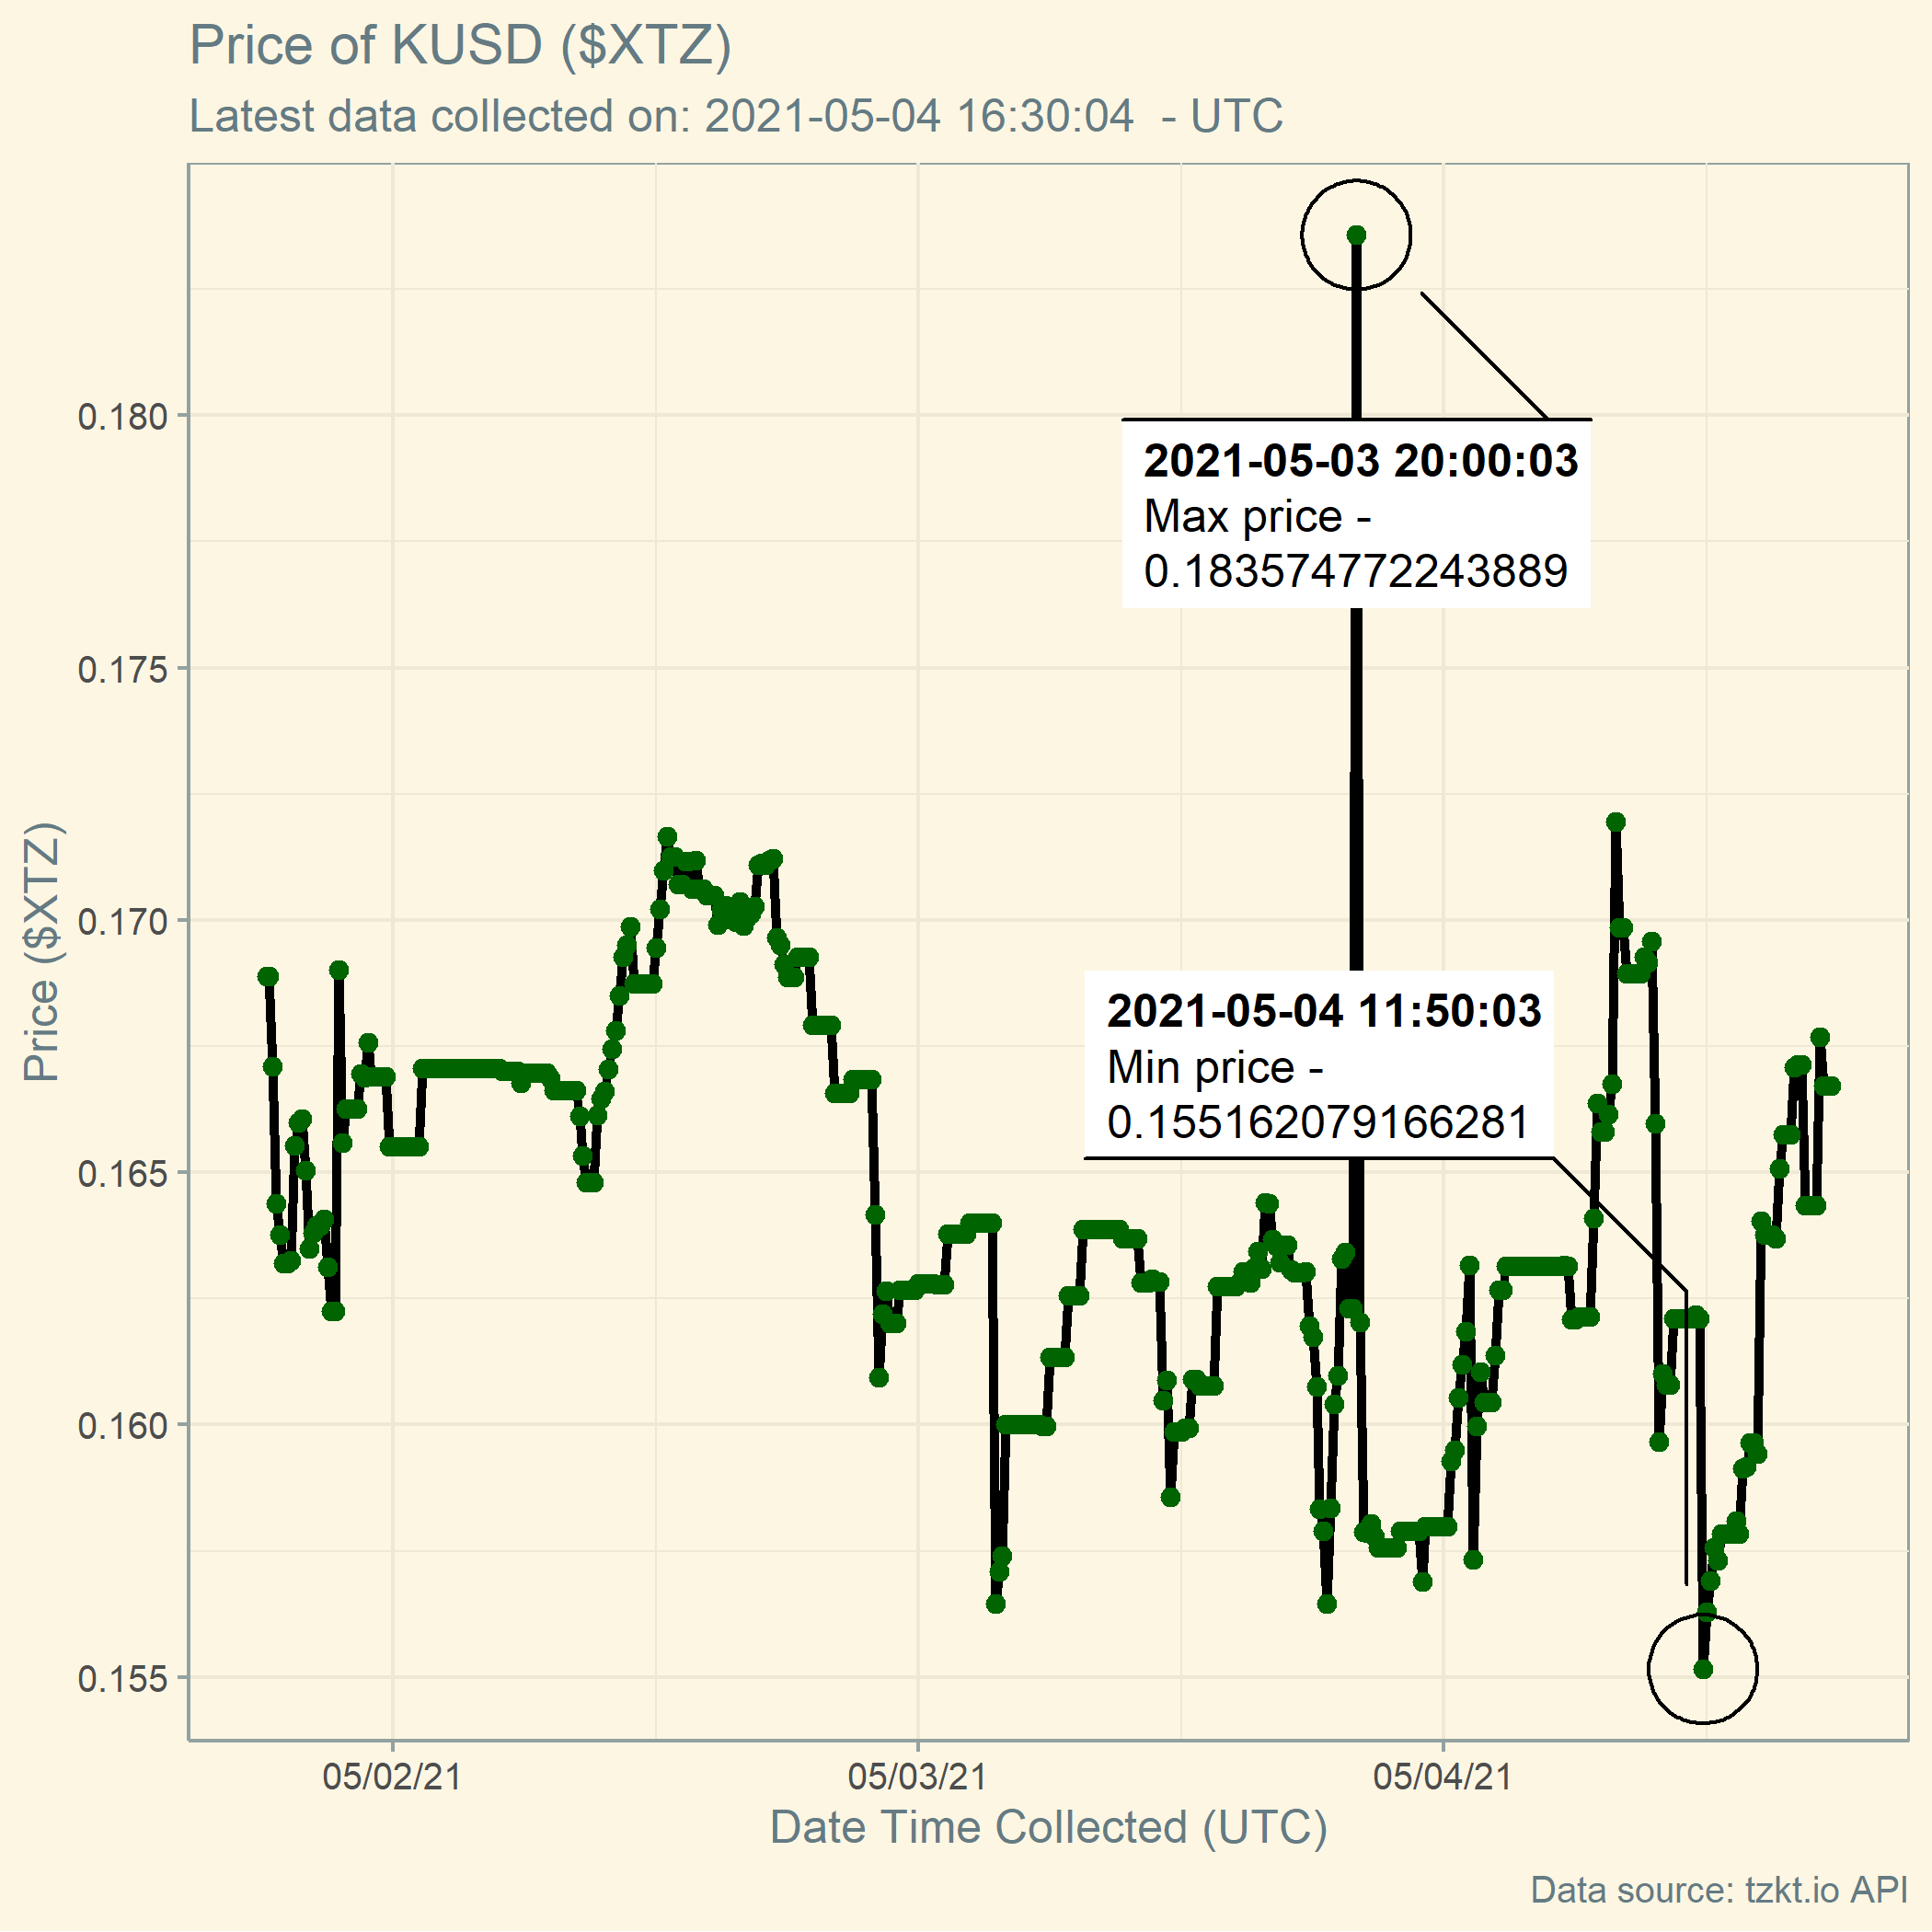 Price of KUSD ($XTZ)
Latest data collected on: 2021-05-04 16:30:04  - UTC
Price ($XTZ)
0.180
0.175
0.170
0.165
0.160
0.155
2021-05-03 20:00:03
Max price -
0.183574772243889
2021-05-04 11:50:03
Min price -
0.155162079166281
05/02/21
05/03/21
05/04/21
Date Time Collected (UTC)
Data source: tzkt.io API